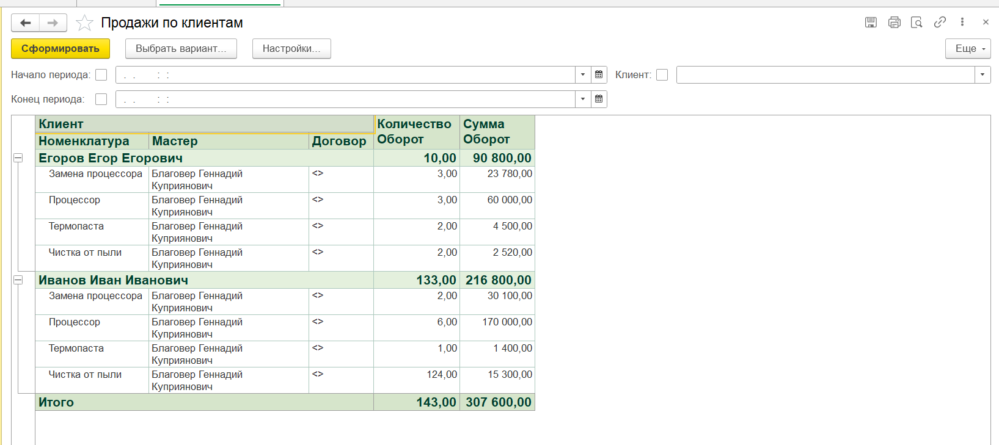 Продажи по клиентам
Сформировать Выбрать вариант... Настройки... Еще
Начало периода: . . : : Клиент:
Конец периода: . . : :
Клиент Количество Оборот Сумма Оборот
Номенклатура Мастер Договор
Егоров Егор Егорович 10,00 90 800,00
Замена процессора Благовер Геннадий Куприянович <> 3,00 23 780,00
Процессор Благовер Геннадий Куприянович <> 3,00 60 000,00
Термопаста Благовер Геннадий Куприянович <> 2,00 4 500,00
Чистка от пыли Благовер Геннадий Куприянович <> 2,00 2 520,00
Иванов Иван Иванович 133,00 216 800,00
Замена процессора Благовер Геннадий Куприянович <> 2,00 30 100,00
Процессор Благовер Геннадий Куприянович <> 6,00 170 000,00
Термопаста Благовер Геннадий Куприянович <> 1,00 1 400,00
Чистка от пыли Благовер Геннадий Куприянович <> 124,00 15 300,00
Итого 143,00 307 600,00